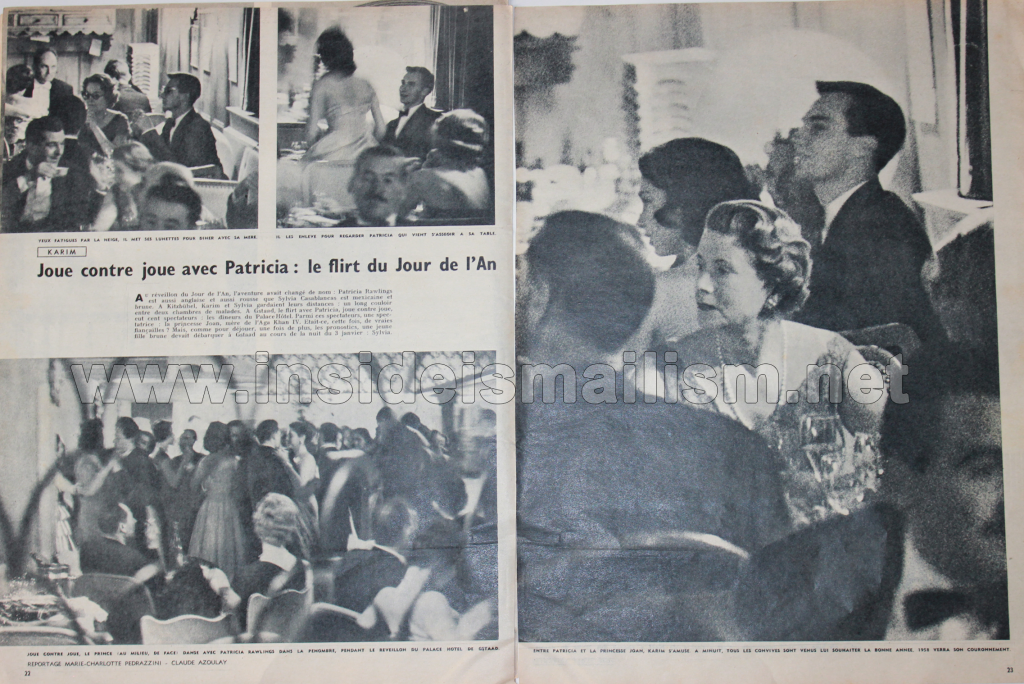 YEUX FATIGUES PAR LA NEIGE, IL MET SES LUNETTES POUR DINER AVEC SA MERE.
IL LES ENLEVE POUR REGARDER PATRICIA QUI VIENT S'ASSEOIR A SA TABLE.
KARIM
Joue contre joue avec Patricia : le flirt du Jour de l'An
AU réveillon du Jour de l'An, l'aventure avait changé de nom : Patricia Rawlings
est aussi anglaise et aussi rousse que Sylvia Casablancas est mexicaine et
brune. A Kitzbühel, Karim et Sylvia gardaient leurs distances : un long couloir
entre deux chambres de malades. A Gstaad, le flirt avec Patricia, joue contre joue,
eut cent spectateurs : les dîneurs du Palace-Hôtel. Parmi ces spectateurs, une spec-
tatrice : la princesse Joan, mère de l'Aga Khan IV. Etait-ce, cette fois, de vraies
fiançailles ? Mais, comme pour déjouer, une fois de plus, les pronostics, une jeune
fille brune devait débarquer à Gstaad au cours de la nuit du 3 janvier : Sylvia.
www.insideismailism.net
JOUE CONTRE JOUE, LE PRINCE (AU MILIEU, DE FACE) DANSE AVEC PATRICIA RAWLINGS DANS LA PENOMBRE, PENDANT LE REVEILLON DU PALACE HOTEL DE GSTAAD.
REPORTAGE MARIE-CHARLOTTE PEDRAZZINI - CLAUDE AZOULAY
23
ENTRE PATRICIA ET LA PRINCESSE JOAN, KARIM S'AMUSE. A MINUIT, TOUS LES CONVIVES SONT VENUS LUI SOUHAITER LA BONNE ANNEE. 1958 VERRA SON COURONNEMENT.
23